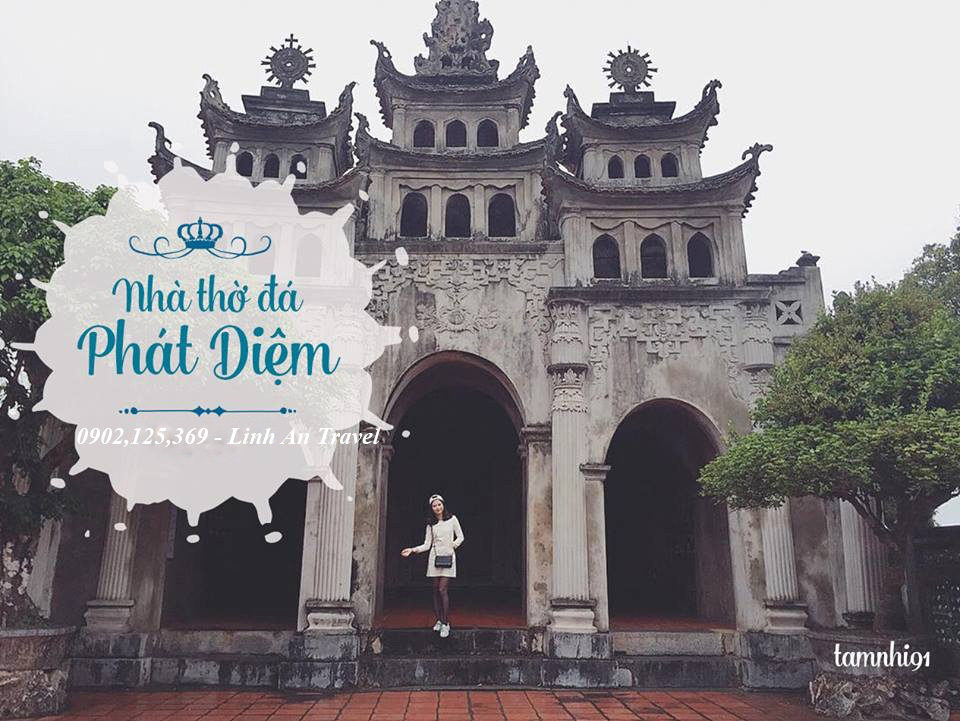 Nhà thờ đá
Phát Diệm
0902,125,369 - Linh An Travel
tamnhi91